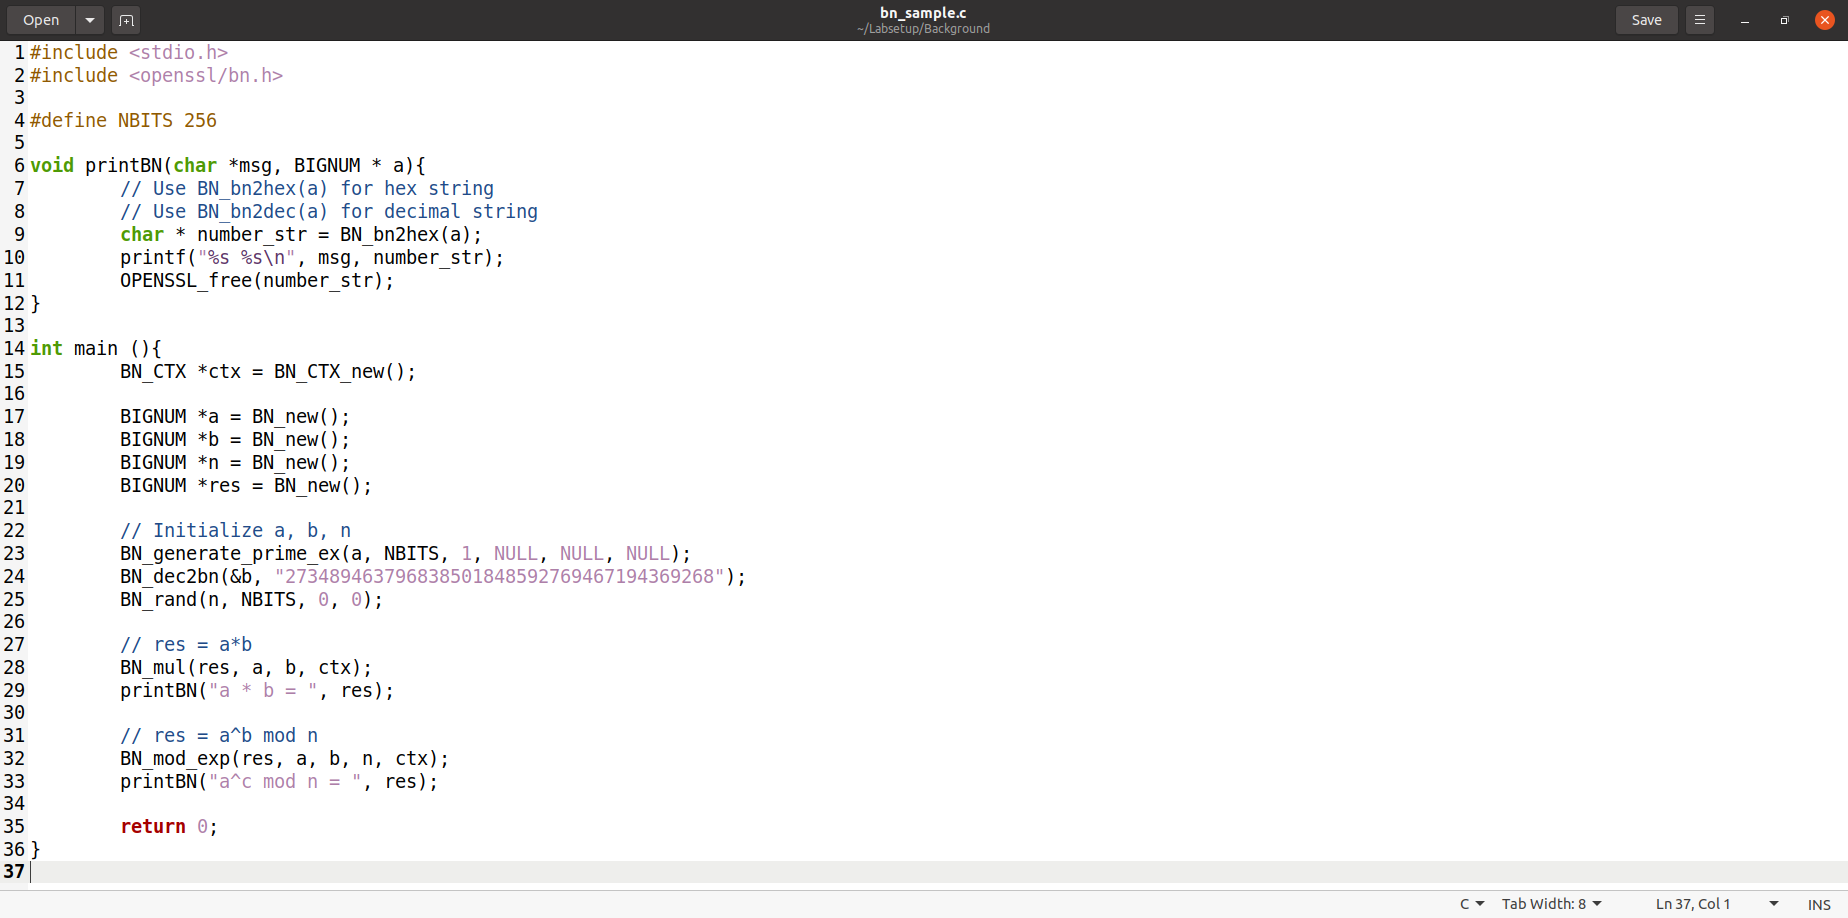 Open
bn_sample.c
~/Labsetup/Background
Save
1 #include <stdio.h>
2 #include <openssl/bn.h>
3
4 #define NBITS 256
5
6 void printBN(char *msg, BIGNUM * a){
7         // Use BN_bn2hex(a) for hex string
8         // Use BN_bn2dec(a) for decimal string
9         char * number_str = BN_bn2hex(a);
10         printf("%s %s\n", msg, number_str);
11         OPENSSL_free(number_str);
12 }
13
14 int main (){
15         BN_CTX *ctx = BN_CTX_new();
16
17         BIGNUM *a = BN_new();
18         BIGNUM *b = BN_new();
19         BIGNUM *n = BN_new();
20         BIGNUM *res = BN_new();
21
22         // Initialize a, b, n
23         BN_generate_prime_ex(a, NBITS, 1, NULL, NULL, NULL);
24         BN_dec2bn(&b, "273489463796838501848592769467194369268");
25         BN_rand(n, NBITS, 0, 0);
26
27         // res = a*b
28         BN_mul(res, a, b, ctx);
29         printBN("a * b = ", res);
30
31         // res = a^b mod n
32         BN_mod_exp(res, a, b, n, ctx);
33         printBN("a^c mod n = ", res);
34
35         return 0;
36 }
37
C
Tab Width: 8
Ln 37, Col 1
INS